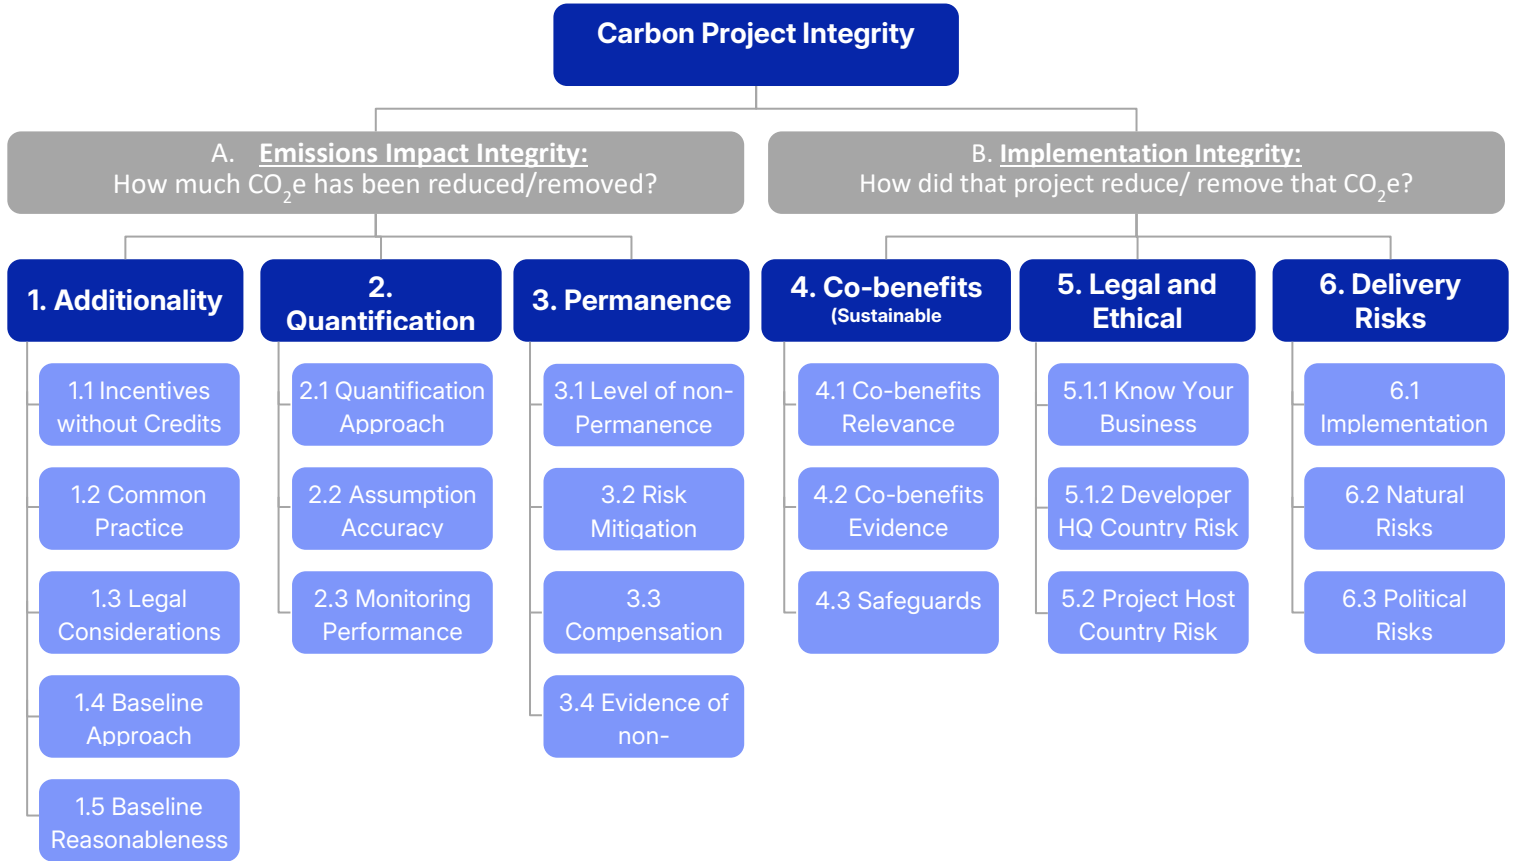 Carbon Project Integrity
A. Emissions Impact Integrity:
How much CO₂e has been reduced/removed?
B. Implementation Integrity:
How did that project reduce/ remove that CO₂e?
1. Additionality
1.1 Incentives
without Credits
1.2 Common
Practice
1.3 Legal
Considerations
1.4 Baseline
Approach
1.5 Baseline
Reasonableness
2.
Quantification
2.1 Quantification
Approach
2.2 Assumption
Accuracy
2.3 Monitoring
Performance
3. Permanence
3.1 Level of non-
Permanence
3.2 Risk
Mitigation
3.3
Compensation
3.4 Evidence of
non-
4. Co-benefits
(Sustainable
4.1 Co-benefits
Relevance
4.2 Co-benefits
Evidence
4.3 Safeguards
5. Legal and
Ethical
5.1.1 Know Your
Business
5.1.2 Developer
HQ Country Risk
5.2 Project Host
Country Risk
6. Delivery
Risks
6.1
Implementation
6.2 Natural
Risks
6.3 Political
Risks